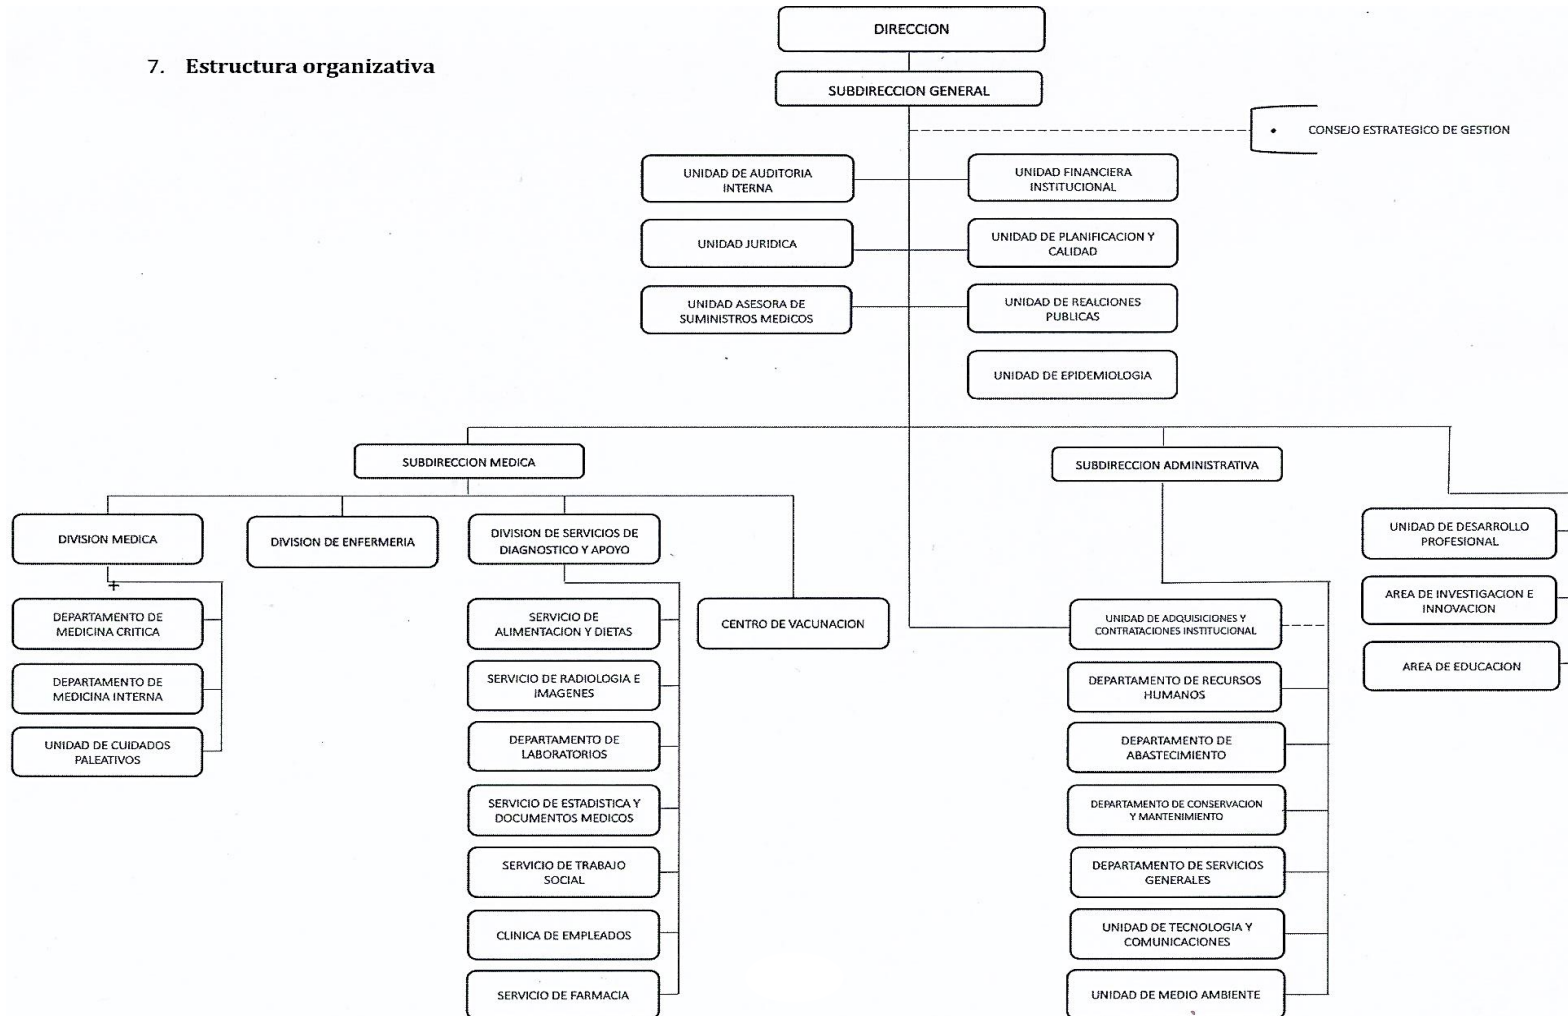 DIRECCION
7. Estructura organizativa
SUBDIRECCION GENERAL
CONSEJO ESTRATEGICO DE GESTION
UNIDAD DE AUDITORIA
INTERNA
UNIDAD FINANCIERA
INSTITUCIONAL
UNIDAD JURIDICA
UNIDAD DE PLANIFICACION Y
CALIDAD
UNIDAD ASESORA DE
SUMINISTROS MEDICOS
UNIDAD DE REALCIONES
PUBLICAS
UNIDAD DE EPIDEMIOLOGIA
SUBDIRECCION MEDICA
SUBDIRECCION ADMINISTRATIVA
DIVISION MEDICA
DIVISION DE ENFERMERIA
DIVISION DE SERVICIOS DE
DIAGNOSTICO Y APOYO
CENTRO DE VACUNACION
DEPARTAMENTO DE
MEDICINA CRITICA
DEPARTAMENTO DE
MEDICINA INTERNA
UNIDAD DE CUIDADOS
PALEATIVOS
SERVICIO DE
ALIMENTACION Y DIETAS
SERVICIO DE RADIOLOGIA E
IMAGENES
DEPARTAMENTO DE
LABORATORIOS
SERVICIO DE ESTADISTICA Y
DOCUMENTOS MEDICOS
SERVICIO DE TRABAJO
SOCIAL
CLINICA DE EMPLEADOS
SERVICIO DE FARMACIA
UNIDAD DE ADQUISICIONES Y
CONTRATACIONES INSTITUCIONAL
DEPARTAMENTO DE RECURSOS
HUMANOS
DEPARTAMENTO DE
ABASTECIMIENTO
DEPARTAMENTO DE CONSERVACION
Y MANTENIMIENTO
DEPARTAMENTO DE SERVICIOS
GENERALES
UNIDAD DE TECNOLOGIA Y
COMUNICACIONES
UNIDAD DE MEDIO AMBIENTE
UNIDAD DE DESARROLLO
PROFESIONAL
AREA DE INVESTIGACION E
INNOVACION
AREA DE EDUCACION